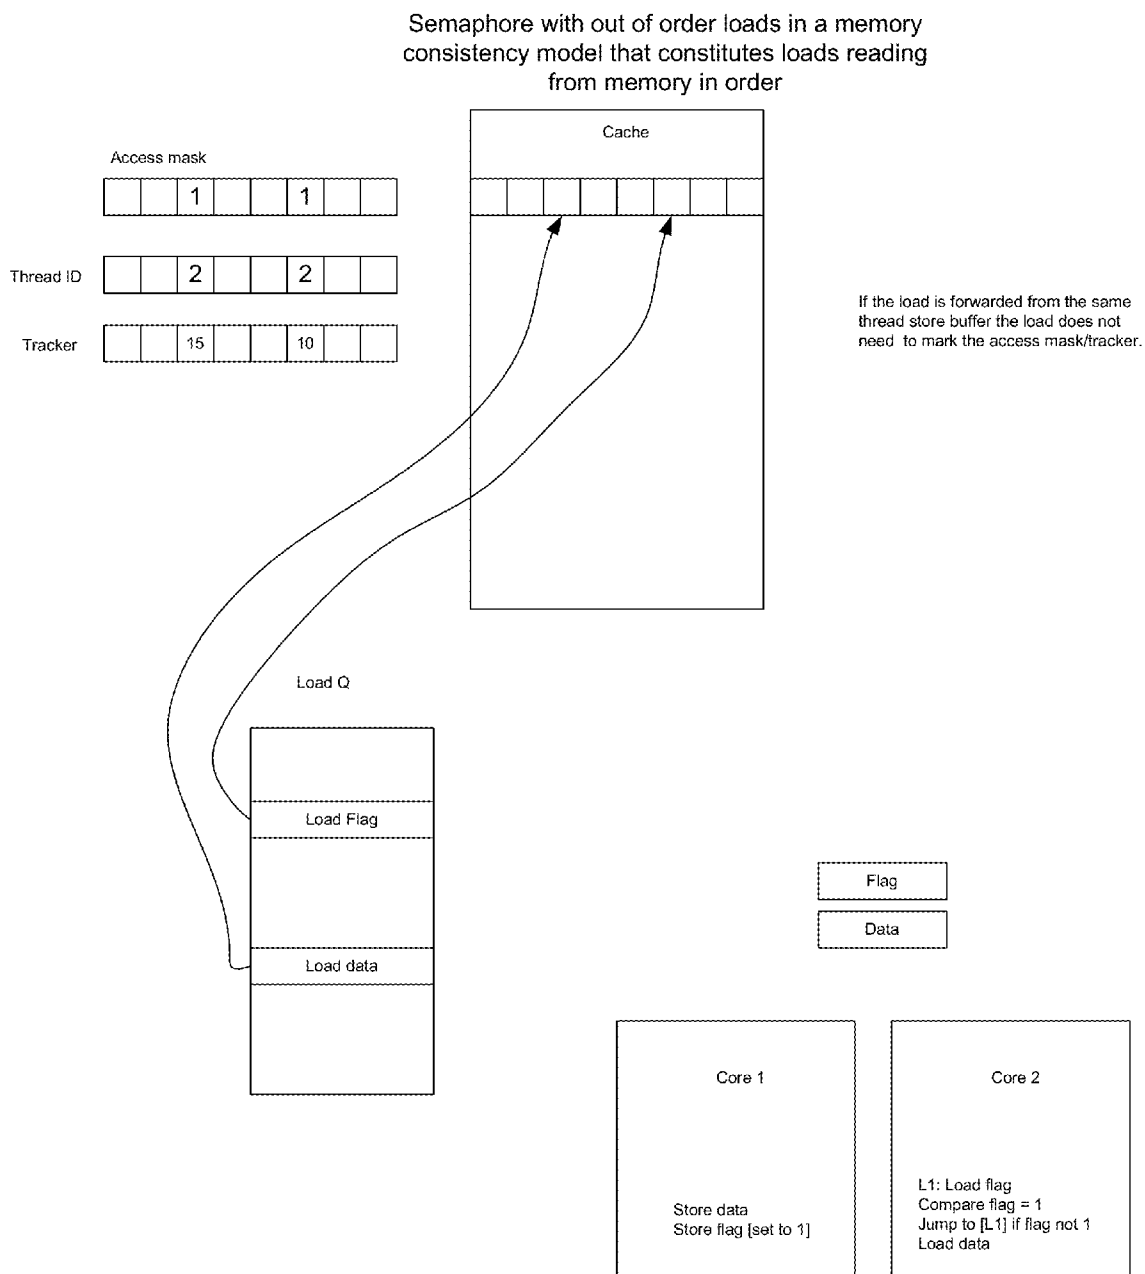 Semaphore with out of order loads in a memory
consistency model that constitutes loads reading
from memory in order
Cache
Access mask
1 1
Thread ID
2 2
If the load is forwarded from the same
thread store buffer the load does not
need to mark the access mask/tracker.
Tracker
15 10
Load Q
Load Flag
Flag
Data
Load data
Core 1
Store data
Store flag [set to 1]
Core 2
L1: Load flag
Compare flag = 1
Jump to [L1] if flag not 1
Load data